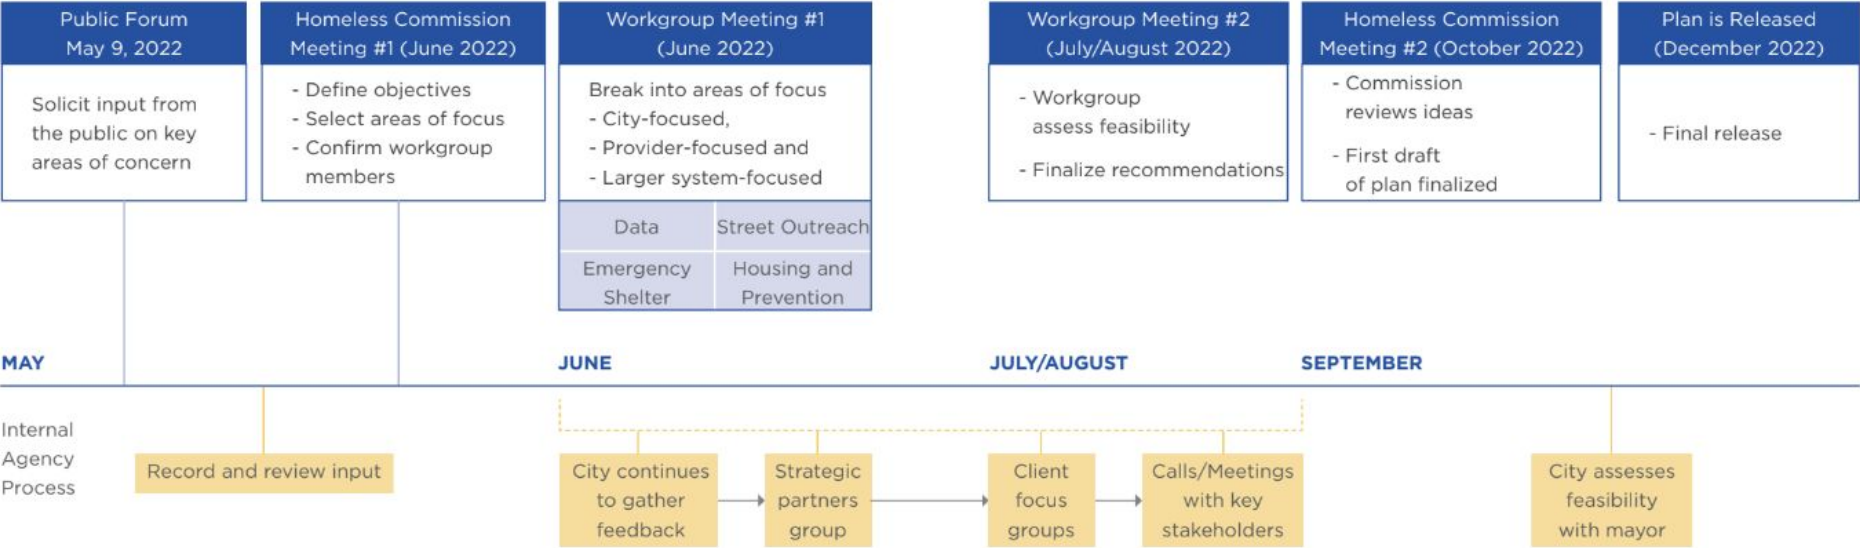 Public Forum
May 9, 2022
Solicit input from
the public on key
areas of concern
Homeless Commission
Meeting #1 (June 2022)
- Define objectives
- Select areas of focus
- Confirm workgroup
members
Workgroup Meeting #1
(June 2022)
Break into areas of focus
- City-focused,
- Provider-focused and
- Larger system-focused
Data
Street Outreach
Emergency
Shelter
Housing and
Prevention
Workgroup Meeting #2
(July/August 2022)
- Workgroup
assess feasibility
- Finalize recommendations
Homeless Commission
Meeting #2 (October 2022)
- Commission
reviews ideas
- First draft
of plan finalized
Plan is Released
(December 2022)
- Final release
MAY
JUNE
JULY/AUGUST
SEPTEMBER
Internal
Agency
Process
Record and review input
City continues
to gather
feedback
Strategic
partners
group
Client
focus
groups
Calls/Meetings
with key
stakeholders
City assesses
feasibility
with mayor